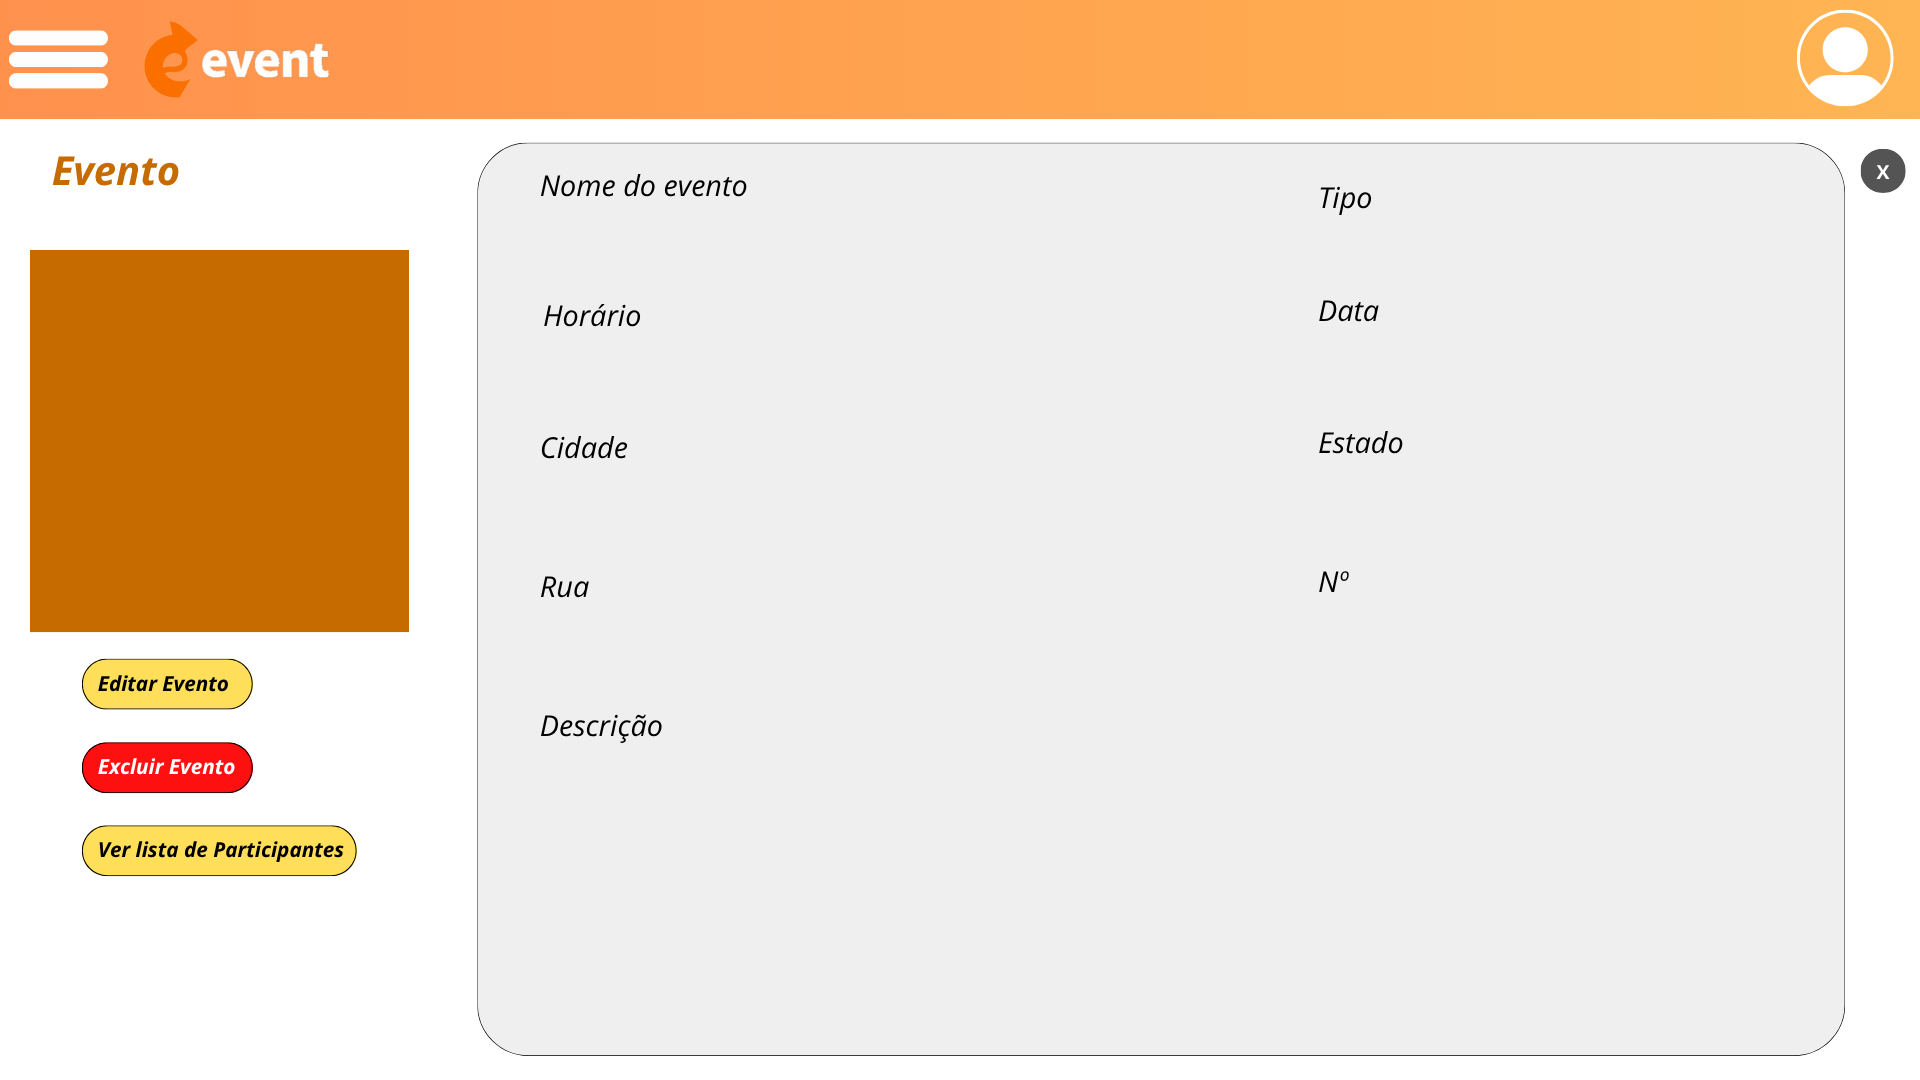 event
Evento
X
Nome do evento
Tipo
Horário
Data
Cidade
Estado
Rua
Nº
Descrição
Editar Evento
Excluir Evento
Ver lista de Participantes